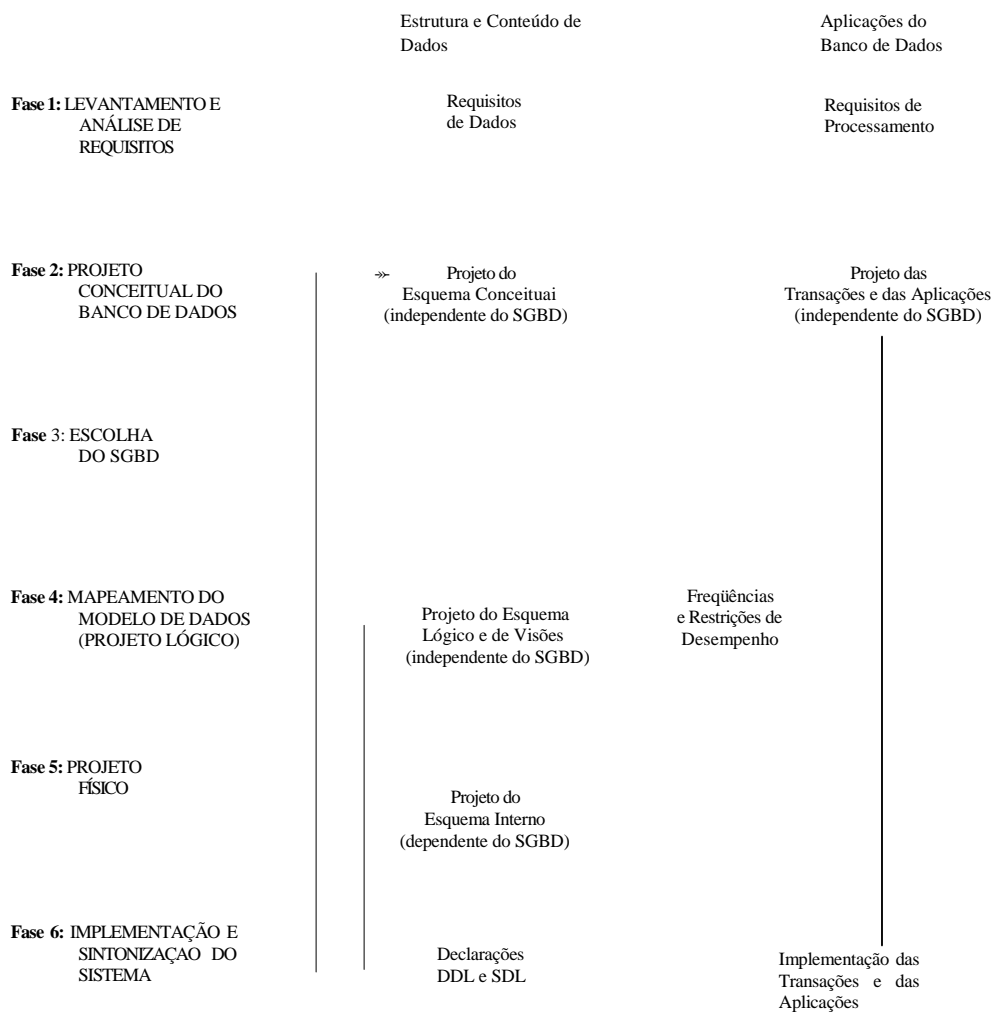 Estrutura e Conteúdo de
Dados
Aplicações do
Banco de Dados
Fase 1: LEVANTAMENTO E
ANÁLISE DE
REQUISITOS
Requisitos
de Dados
Requisitos de
Processamento
Fase 2: PROJETO
CONCEITUAL DO
BANCO DE DADOS
Projeto do
Esquema Conceituai
(independente do SGBD)
Projeto das
Transações e das Aplicações
(independente do SGBD)
Fase 3: ESCOLHA
DO SGBD
Fase 4: MAPEAMENTO DO
MODELO DE DADOS
(PROJETO LÓGICO)
Projeto do Esquema
Lógico e de Visões
(independente do SGBD)
Freqüências
e Restrições de
Desempenho
Fase 5: PROJETO
FÍSICO
Projeto do
Esquema Interno
(dependente do SGBD)
Fase 6: IMPLEMENTAÇÃO E
SINTONIZAÇAO DO
SISTEMA
Declarações
DDL e SDL
Implementação das
Transações e das
Aplicações